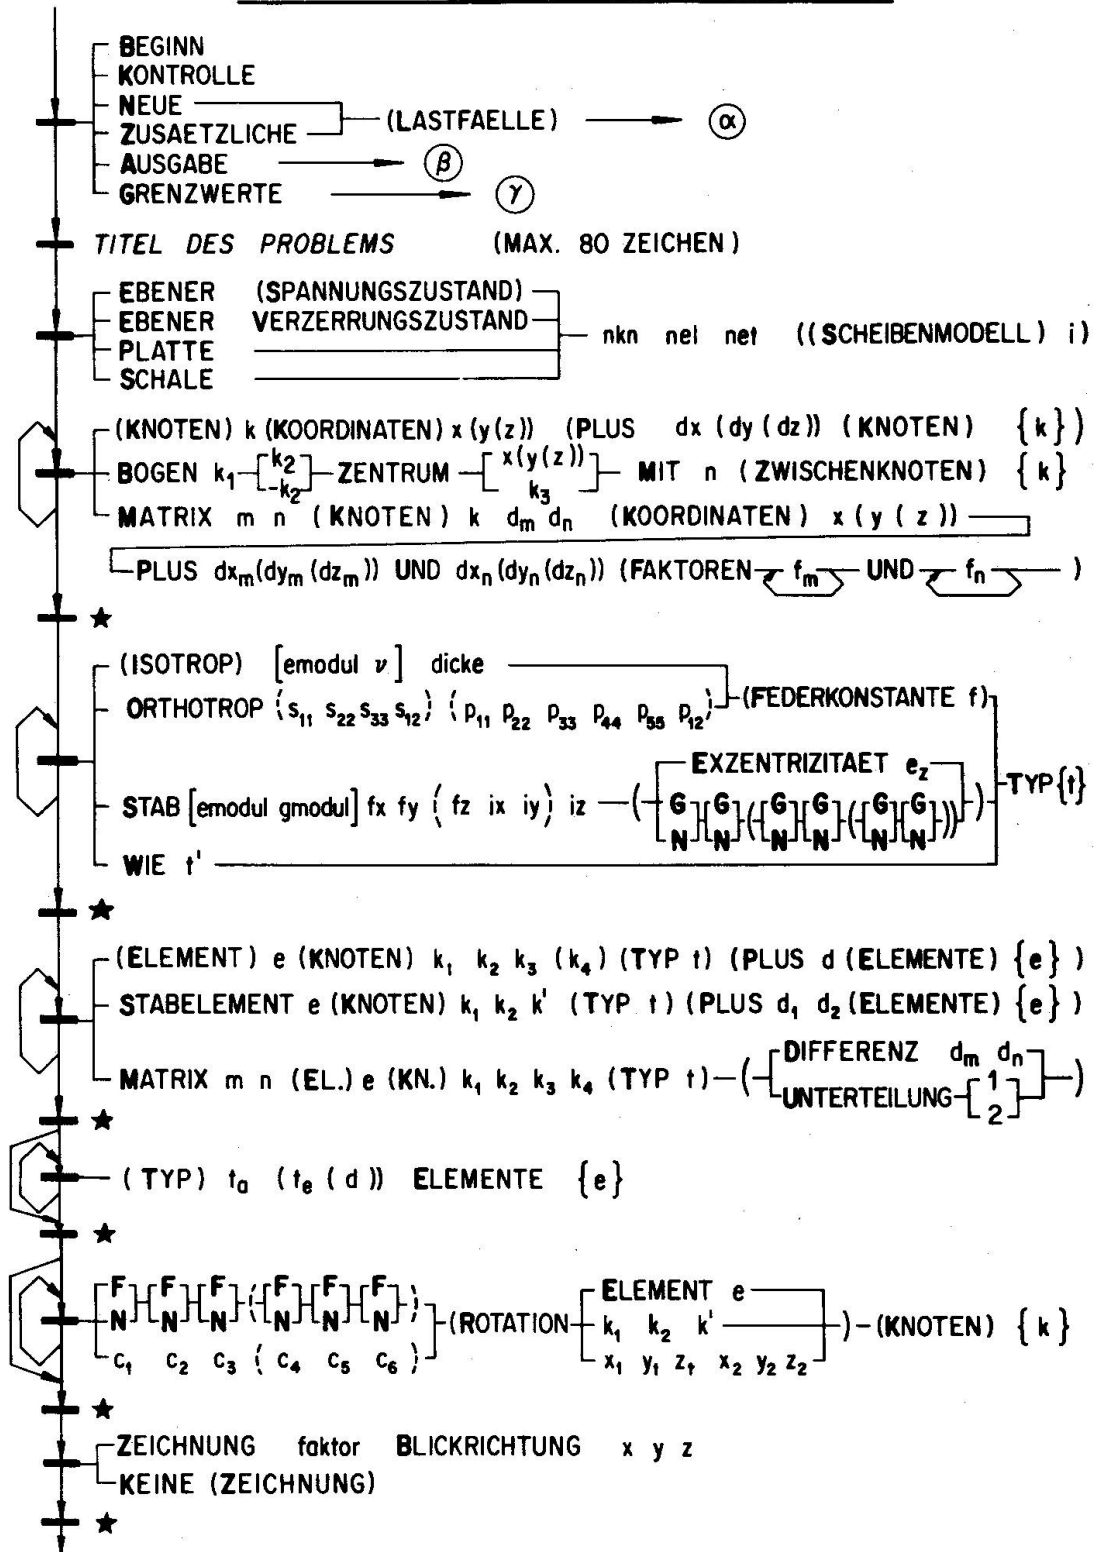 BEGINN
KONTROLLE
NEUE
ZUSAETZLICHE
(LASTFAELLE) α
AUSGABE β
GRENZWERTE γ
TITEL DES PROBLEMS (MAX. 80 ZEICHEN)
EBENER (SPANNUNGSZUSTAND)
EBENER VERZERRUNGSZUSTAND
PLATTE
SCHALE
nkn nel net ((SCHEIBENMODELL) i)
(KNOTEN) k (KOORDINATEN) x(y(z)) (PLUS dx (dy (dz)) (KNOTEN) {k})
BOGEN k₁ k₂ -k₂ ZENTRUM x(y(z)) k₃ MIT n (ZWISCHENKNOTEN) {k}
MATRIX m n (KNOTEN) k dₘ dₙ (KOORDINATEN) x(y(z))
PLUS dxₘ(dyₘ(dzₘ)) UND dxₙ(dyₙ(dzₙ)) (FAKTOREN fₘ UND fₙ )
★
(ISOTROP) [emodul ν] dicke
ORTHOTROP (s₁₁ s₂₂ s₃₃ s₁₂) (p₁₁ p₂₂ p₃₃ p₄₄ p₅₅ p₁₂)
(FEDERKONSTANTE f)
EXZENTRIZITAET e_z
STAB [emodul gmodul] fx fy (fz ix iy) iz
( G G ( G G ( G G )) )
N N N N N N
TYP{t}
WIE t'
★
(ELEMENT) e (KNOTEN) k₁ k₂ k₃ (k₄) (TYP t) (PLUS d (ELEMENTE) {e} )
STABELEMENT e (KNOTEN) k₁ k₂ k' (TYP t) (PLUS d₁ d₂ (ELEMENTE) {e} )
MATRIX m n (EL.) e (KN.) k₁ k₂ k₃ k₄ (TYP t) ( DIFFERENZ dₘ dₙ
UNTERTEILUNG 1 2 )
★
(TYP) tₐ (tₑ (d)) ELEMENTE {e}
★
F F F ( F F F )
N N N N N N
c₁ c₂ c₃ ( c₄ c₅ c₆ )
(ROTATION
ELEMENT e
k₁ k₂ k'
x₁ y₁ z₁ x₂ y₂ z₂
) (KNOTEN) {k}
★
ZEICHNUNG faktor BLICKRICHTUNG x y z
KEINE (ZEICHNUNG)
★